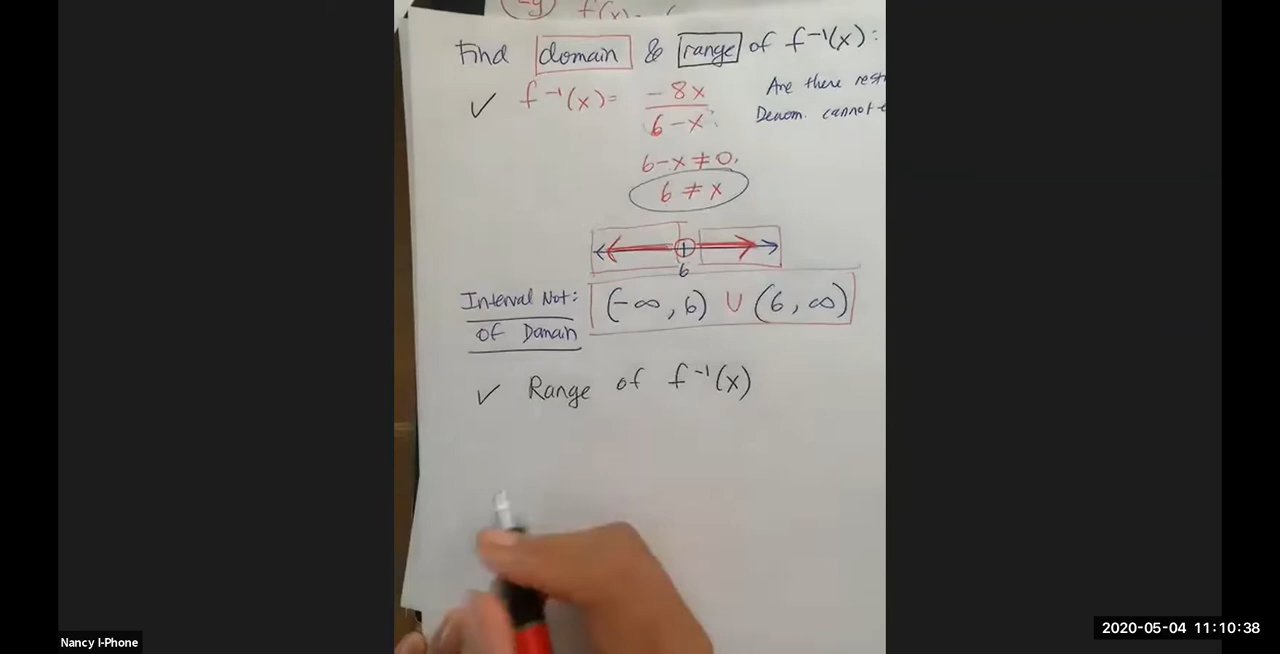 Find domain & range of f⁻¹(x):
✓ f⁻¹(x)= -8x / 6-x
Are there
Denom. cannot
6-x≠0.
6 ≠ x
6
Interval Not: (-∞, 6) ∪ (6, ∞)
of Domain
✓ Range of f⁻¹(x)
Nancy I-Phone
2020-05-04 11:10:38